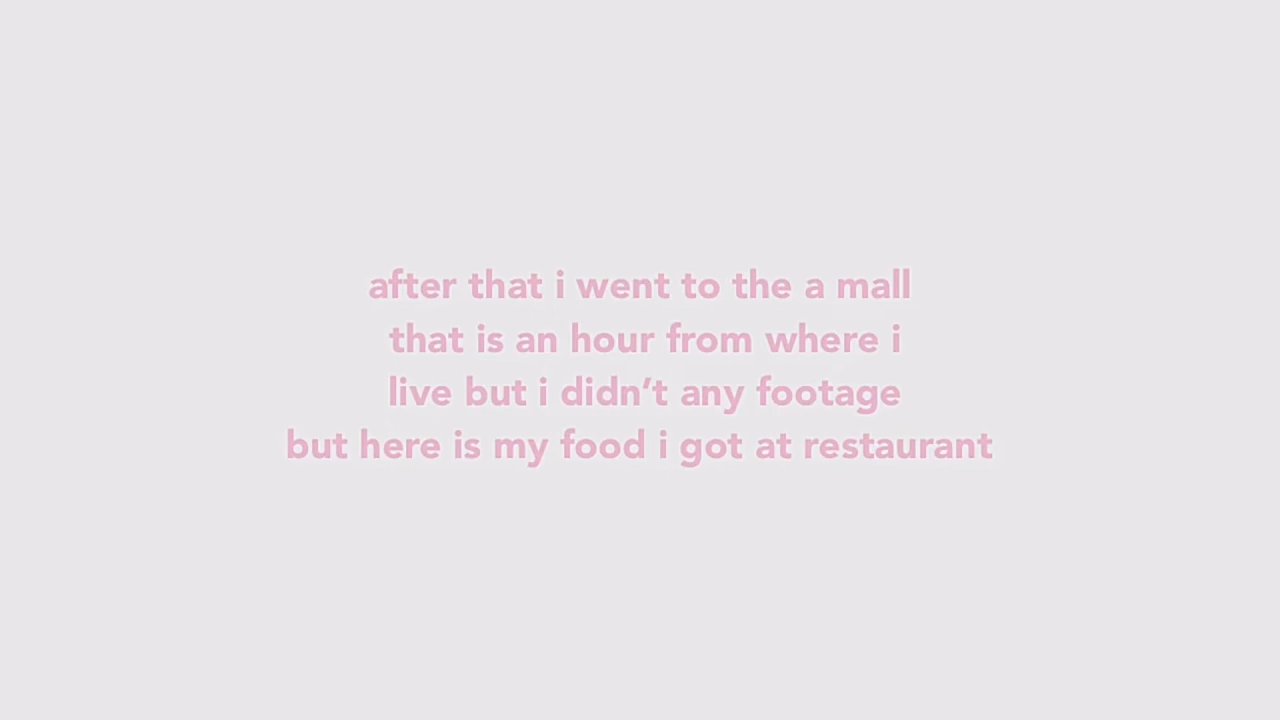 after that i went to the a mall
that is an hour from where i
live but i didn’t any footage
but here is my food i got at restaurant